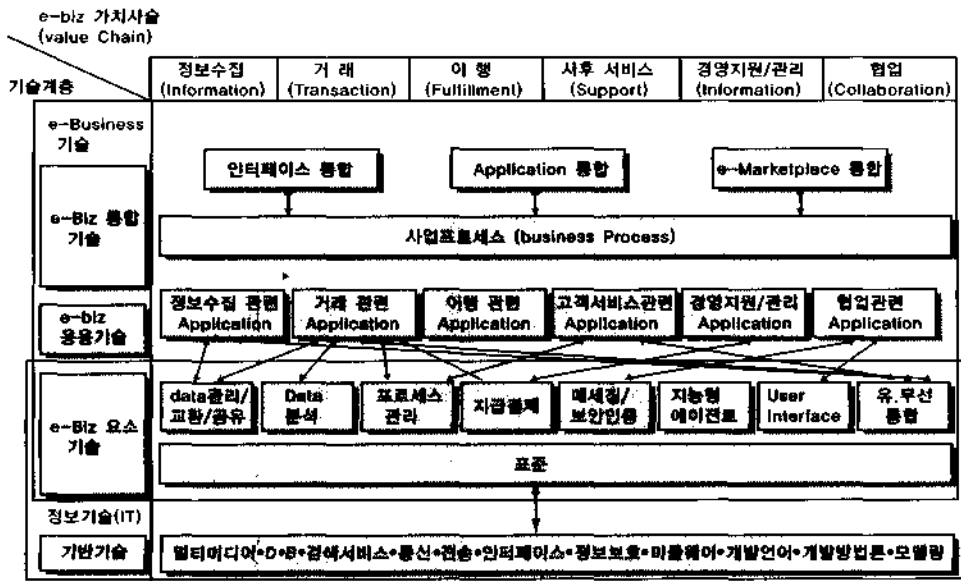 e-biz 가치사슬
(value Chain)
기술계층
정보수집
(Information)
거 래
(Transaction)
이 행
(Fulfillment)
사후 서비스
(Support)
경영지원/관리
(Information)
협업
(Collaboration)
e-Business
기술
인터페이스 통합
Application 통합
e-Marketplace 통합
e-Biz 통합
기술
사업프로세스 (business Process)
e-biz
응용기술
정보수집 관련
Application
거래 관련
Application
이행 관련
Application
고객서비스관련
Application
경영지원/관리
Application
협업관련
Application
e-Biz 요소
기술
data관리/
교환/공유
Data
분석
프로세스
관리
지급결제
메세징/
보안인증
지능형
에이전트
User
Interface
유.무선
통합
표준
정보기술(IT)
기반기술
멀티미디어•D•B•검색서비스•통신•전송•인터페이스•정보보호•미들웨어•개발언어•개발방법론•모델링